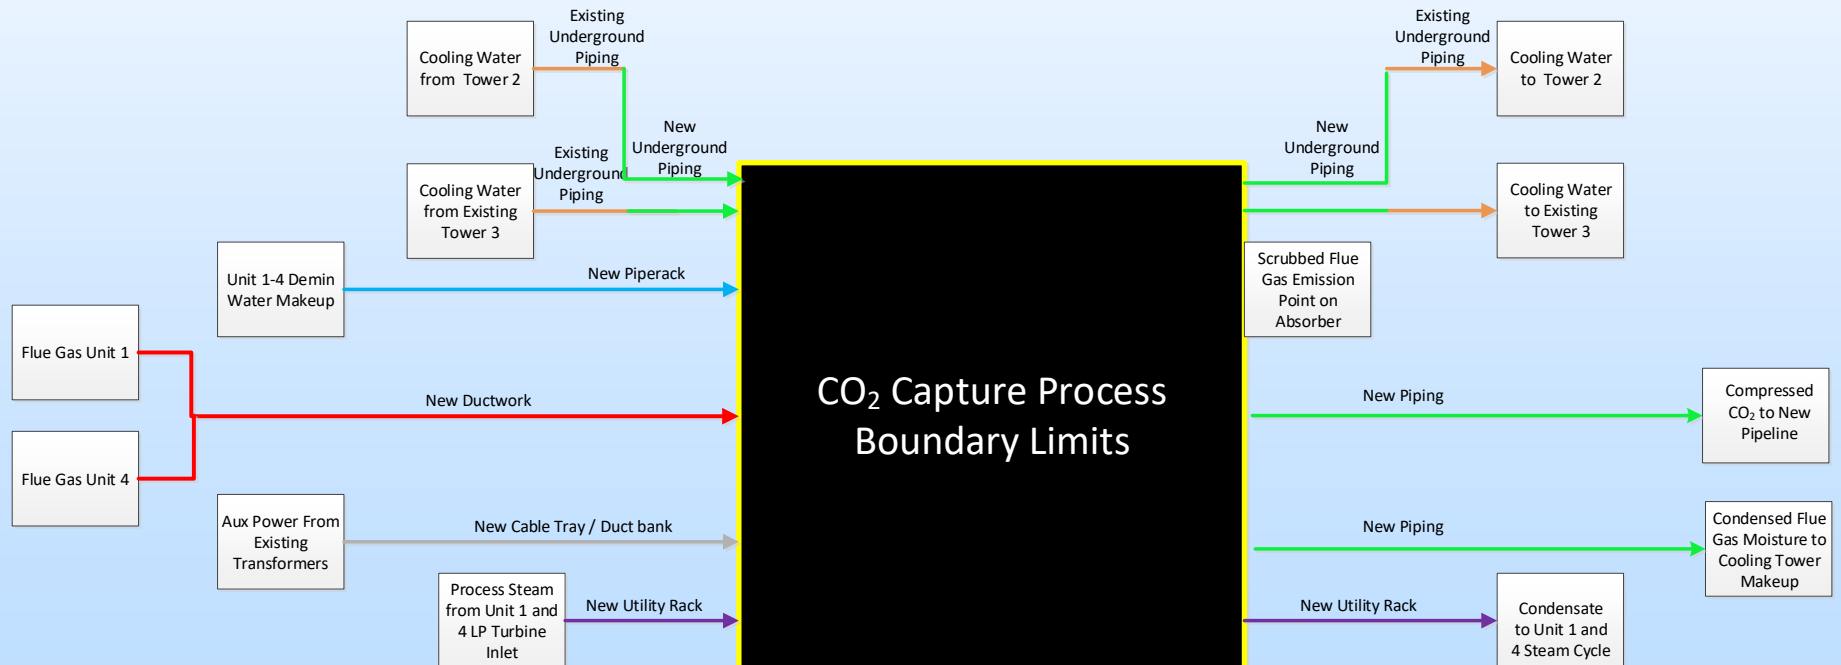 Existing
Underground
Piping
Cooling Water
from Tower 2
New
Underground
Piping
Existing
Underground
Piping
Cooling Water
from Existing
Tower 3
Unit 1-4 Demin
Water Makeup
New Piperack
Flue Gas Unit 1
New Ductwork
Flue Gas Unit 4
Aux Power From
Existing
Transformers
New Cable Tray / Duct bank
Process Steam
from Unit 1 and
4 LP Turbine
Inlet
New Utility Rack
CO₂ Capture Process
Boundary Limits
Existing
Underground
Piping
Cooling Water
to Tower 2
New
Underground
Piping
Cooling Water
to Existing
Tower 3
Scrubbed Flue
Gas Emission
Point on
Absorber
New Piping
Compressed
CO₂ to New
Pipeline
New Piping
Condensed Flue
Gas Moisture to
Cooling Tower
Makeup
New Utility Rack
Condensate
to Unit 1 and
4 Steam Cycle